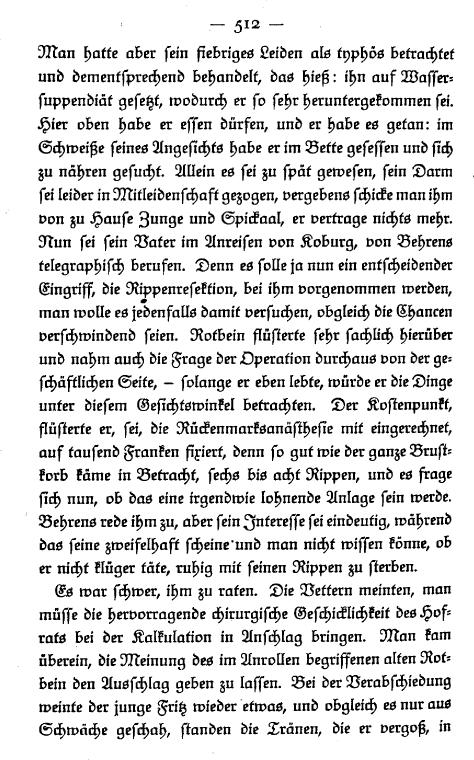 — 512 —
Man hatte aber sein fiebriges Leiden als typhös betrachtet
und dementsprechend behandelt, das hieß: ihn auf Wasser-
suppendiät gesetzt, wodurch er so sehr heruntergekommen sei.
Hier oben habe er essen dürfen, und er habe es getan: im
Schweiße seines Angesichts habe er im Bette gesessen und sich
zu nähren gesucht. Allein es sei zu spät gewesen, sein Darm
sei leider in Mitleidenschaft gezogen, vergebens schicke man ihm
von zu Hause Zunge und Spickaal, er vertrage nichts mehr.
Nun sei sein Vater im Anreisen von Koburg, von Behrens
telegraphisch berufen. Denn es solle ja nun ein entscheidender
Eingriff, die Rippenresektion, bei ihm vorgenommen werden,
man wolle es jedenfalls damit versuchen, obgleich die Chancen
verschwindend seien. Rotbein flüsterte sehr sachlich hierüber
und nahm auch die Frage der Operation durchaus von der ge-
schäftlichen Seite, — solange er eben lebte, würde er die Dinge
unter diesem Gesichtswinkel betrachten. Der Kostenpunkt,
flüsterte er, sei, die Rückenmarksanästhesie mit eingerechnet,
auf tausend Franken fixiert, denn so gut wie der ganze Brust-
korb käme in Betracht, sechs bis acht Rippen, und es frage
sich nun, ob das eine irgendwie lohnende Anlage sein werde.
Behrens rede ihm zu, aber sein Interesse sei eindeutig, während
das seine zweifelhaft scheine und man nicht wissen könne, ob
er nicht klüger täte, ruhig mit seinen Rippen zu sterben.
Es war schwer, ihm zu raten. Die Vettern meinten, man
müsse die hervorragende chirurgische Geschicklichkeit des Hof-
rats bei der Kalkulation in Anschlag bringen. Man kam
überein, die Meinung des im Anrollen begriffenen alten Rot-
bein den Ausschlag geben zu lassen. Bei der Verabschiedung
weinte der junge Fritz wieder etwas, und obgleich es nur aus
Schwäche geschah, standen die Tränen, die er vergoß, in